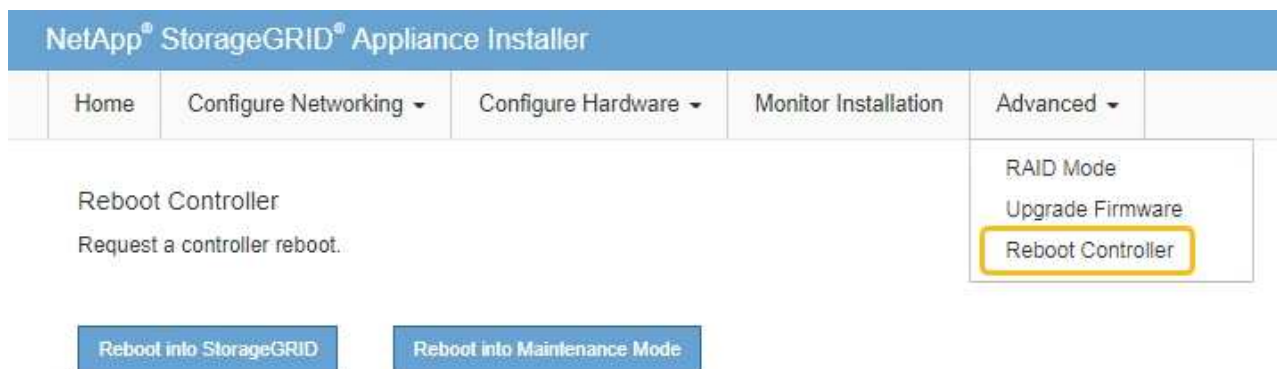 NetApp® StorageGRID® Appliance Installer
Home Configure Networking Configure Hardware Monitor Installation Advanced
RAID Mode
Upgrade Firmware
Reboot Controller
Reboot Controller
Request a controller reboot.
Reboot into StorageGRID Reboot into Maintenance Mode